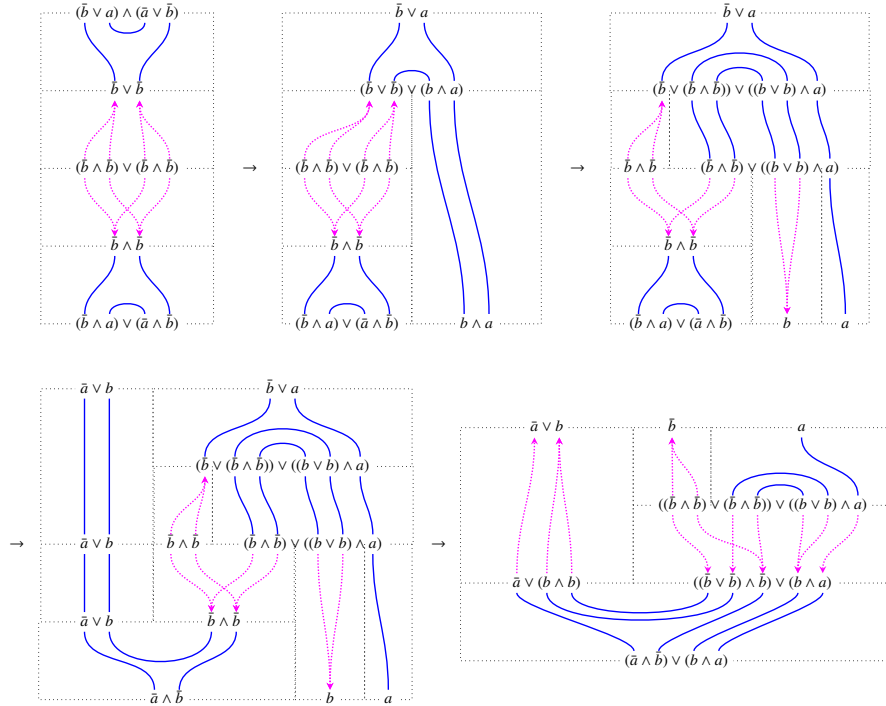 (b̄ ∨ a) ∧ (ā ∨ b̄)
b̄ ∨ b̄
(b̄ ∧ b̄) ∨ (b̄ ∧ b̄)
b̄ ∧ b̄
(b̄ ∧ a) ∨ (ā ∧ b̄)
→
b̄ ∨ a
(b̄ ∨ b̄) ∨ (b ∧ a)
(b̄ ∧ b̄) ∨ (b̄ ∧ b̄)
b̄ ∧ b̄
(b̄ ∧ a) ∨ (ā ∧ b̄) b ∧ a
→
b̄ ∨ a
(b̄ ∨ (b̄ ∧ b̄)) ∨ ((b ∨ b) ∧ a)
b̄ ∧ b̄ (b̄ ∧ b̄) ∨ ((b ∨ b) ∧ a)
b̄ ∧ b̄
(b̄ ∧ a) ∨ (ā ∧ b̄) b a
→
ā ∨ b b̄ ∨ a
(b̄ ∨ (b̄ ∧ b̄)) ∨ ((b ∨ b) ∧ a)
ā ∨ b b̄ ∧ b̄ (b̄ ∧ b̄) ∨ ((b ∨ b) ∧ a)
ā ∨ b b̄ ∧ b̄
ā ∧ b̄ b a
→
ā ∨ b b̄ a
((b̄ ∧ b̄) ∨ (b̄ ∧ b̄)) ∨ ((b ∨ b) ∧ a)
ā ∨ (b ∧ b) ((b̄ ∨ b̄) ∧ b̄) ∨ (b ∧ a)
(ā ∧ b̄) ∨ (b ∧ a)